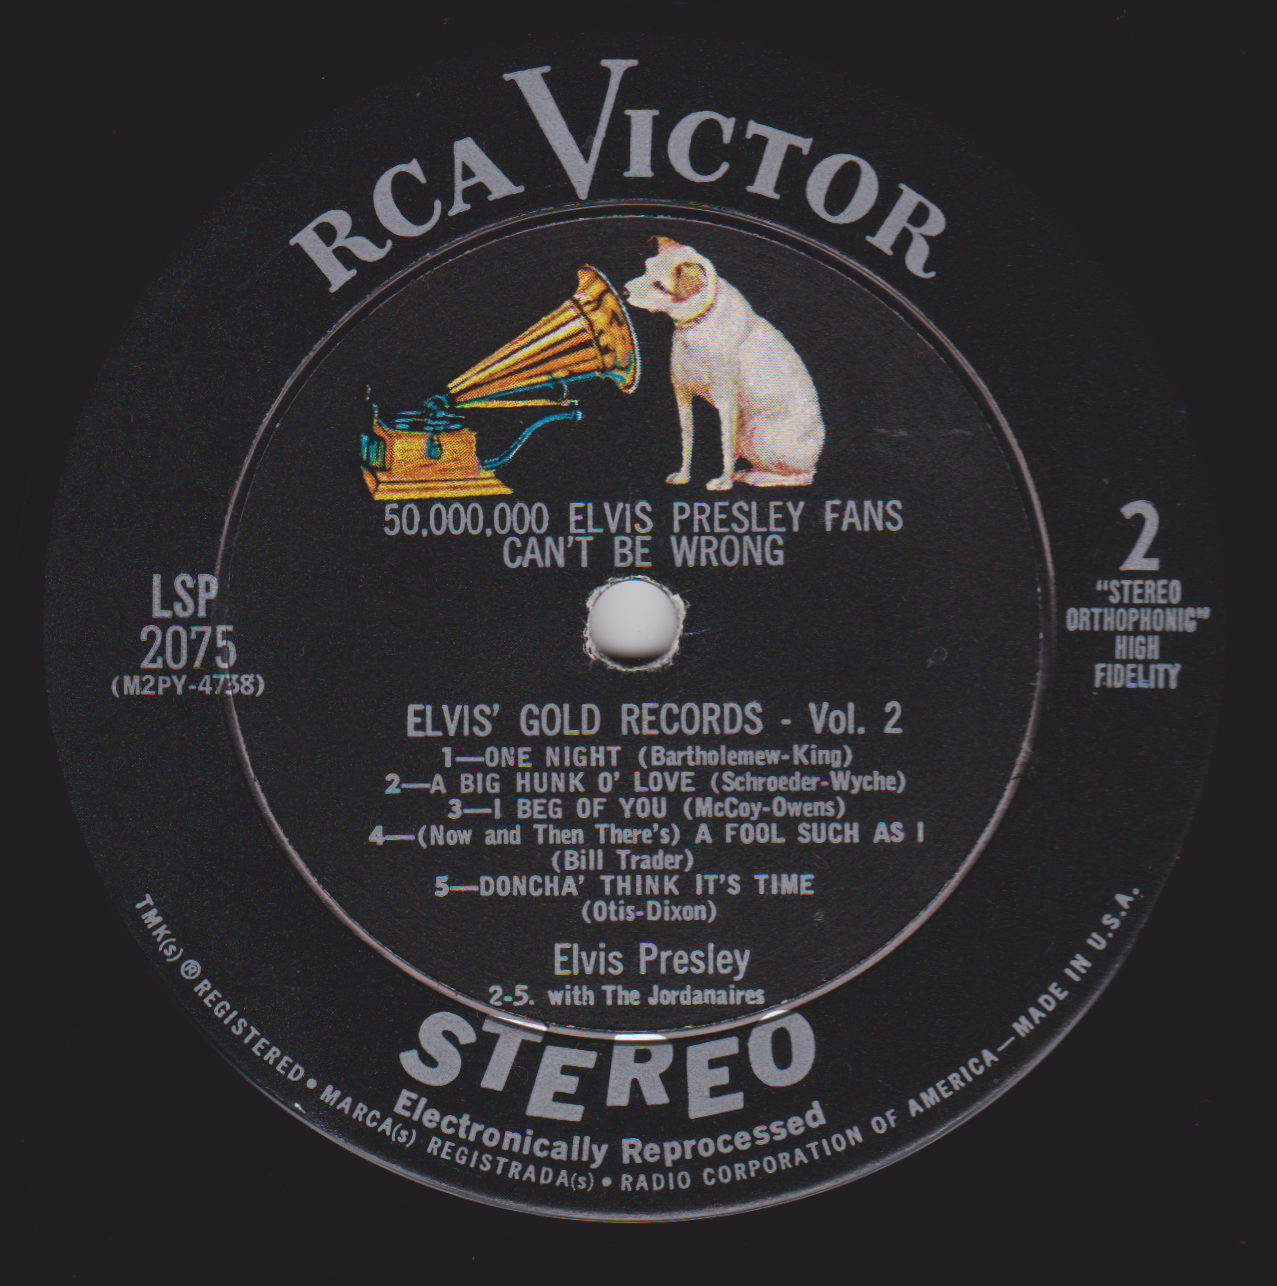 RCA VICTOR
50,000,000 ELVIS PRESLEY FANS
CAN'T BE WRONG
LSP
2075
(M2PY-4738)
2
"STEREO
ORTHOPHONIC"
HIGH
FIDELITY
ELVIS' GOLD RECORDS - Vol. 2
1—ONE NIGHT (Bartholemew-King)
2—A BIG HUNK O' LOVE (Schroeder-Wyche)
3—I BEG OF YOU (McCoy-Owens)
4—(Now and Then There's) A FOOL SUCH AS I
(Bill Trader)
5—DONCHA' THINK IT'S TIME
(Otis-Dixon)
Elvis Presley
2-5. with The Jordanaires
STEREO
Electronically Reprocessed
TMK(s) ® REGISTERED • MARCA(s) REGISTRADA(s) • RADIO CORPORATION OF AMERICA—MADE IN U.S.A.